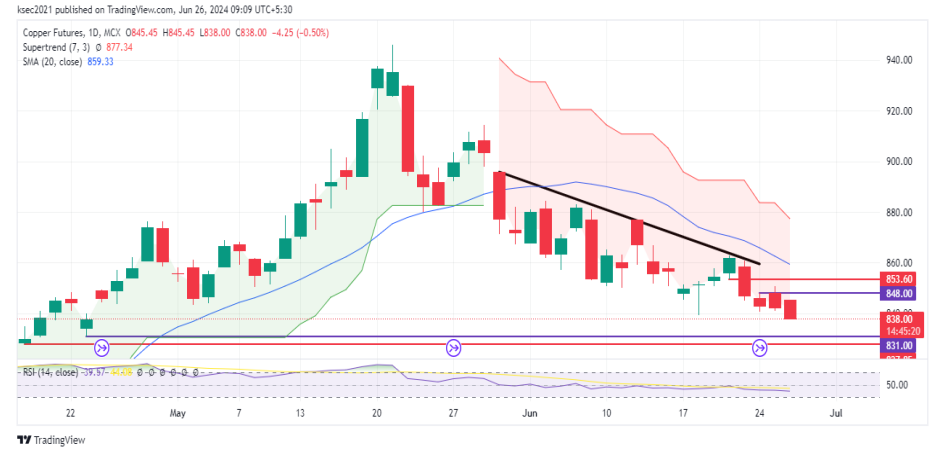 ksec2021 published on TradingView.com, Jun 26, 2024 09:09 UTC+5:30
Copper Futures, 1D, MCX O845.45 H845.45 L838.00 C838.00 −4.25 (−0.50%)
Supertrend (7, 3) Ø 877.34
SMA (20, close) 859.33
940.00
920.00
900.00
880.00
860.00
853.60
848.00
838.00
14:45:20
831.00
RSI (14, close) 39.57 Ø Ø Ø Ø Ø Ø
50.00
22 May 7 13 20 27 Jun 10 17 24 Jul
TradingView